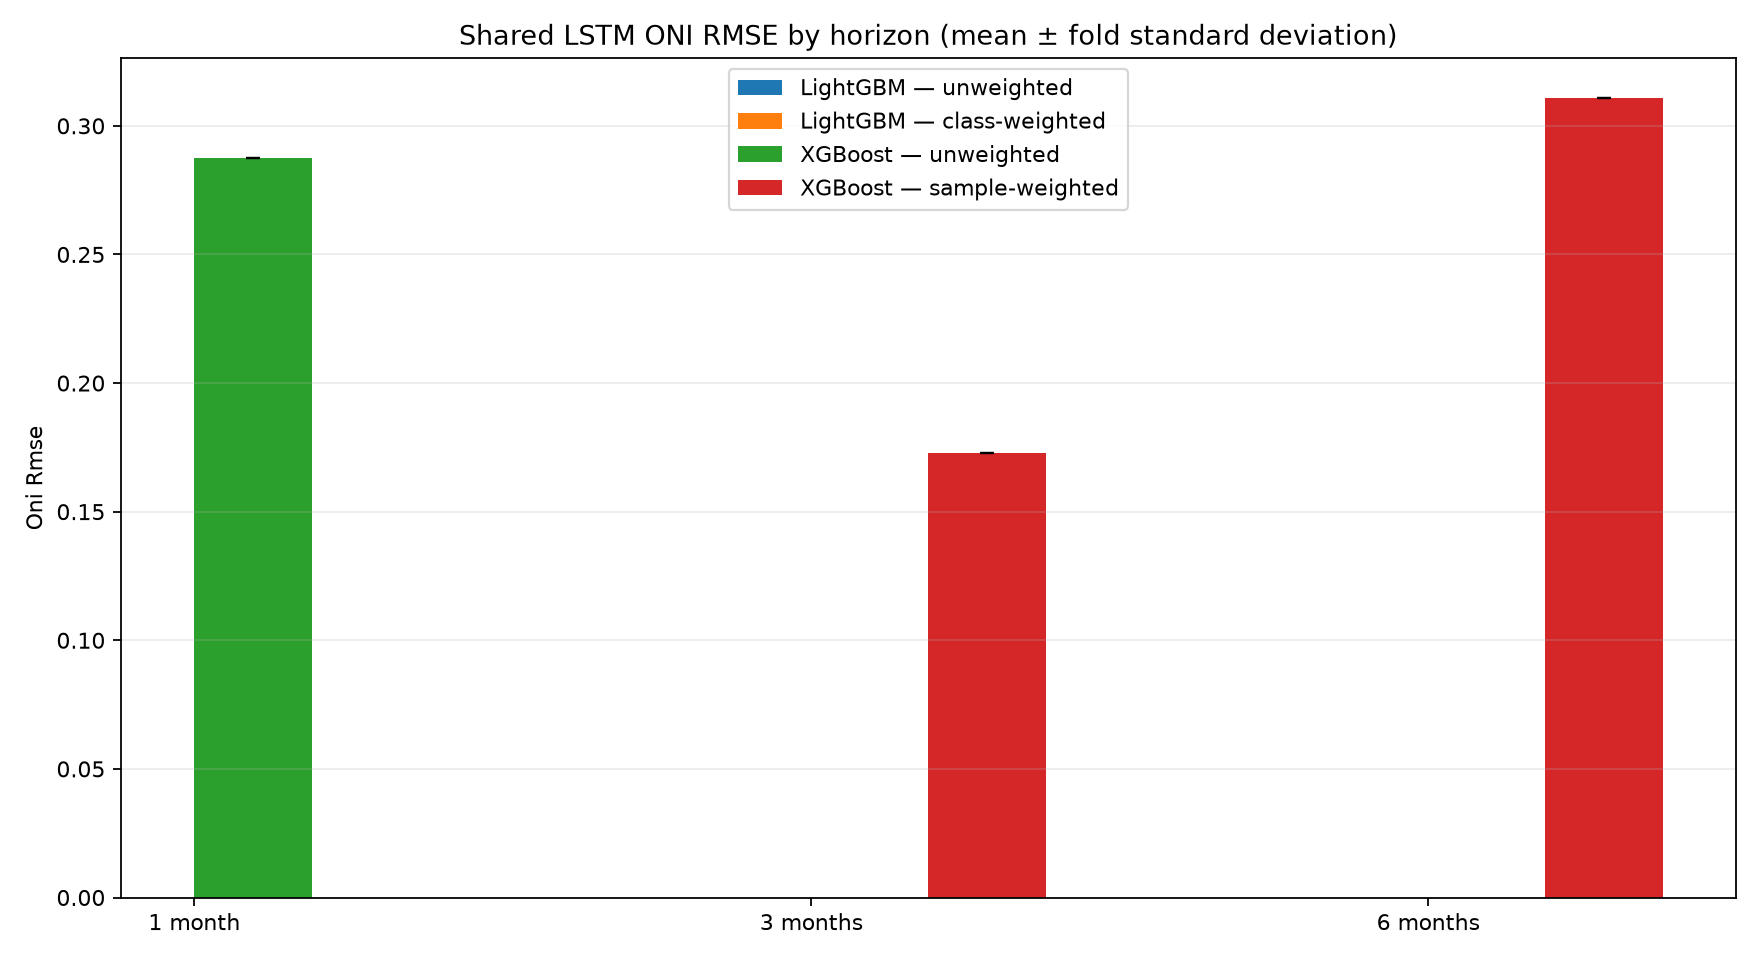 Shared LSTM ONI RMSE by horizon (mean ± fold standard deviation)
LightGBM — unweighted
LightGBM — class-weighted
XGBoost — unweighted
XGBoost — sample-weighted
Oni Rmse
0.30
0.25
0.20
0.15
0.10
0.05
0.00
1 month
3 months
6 months